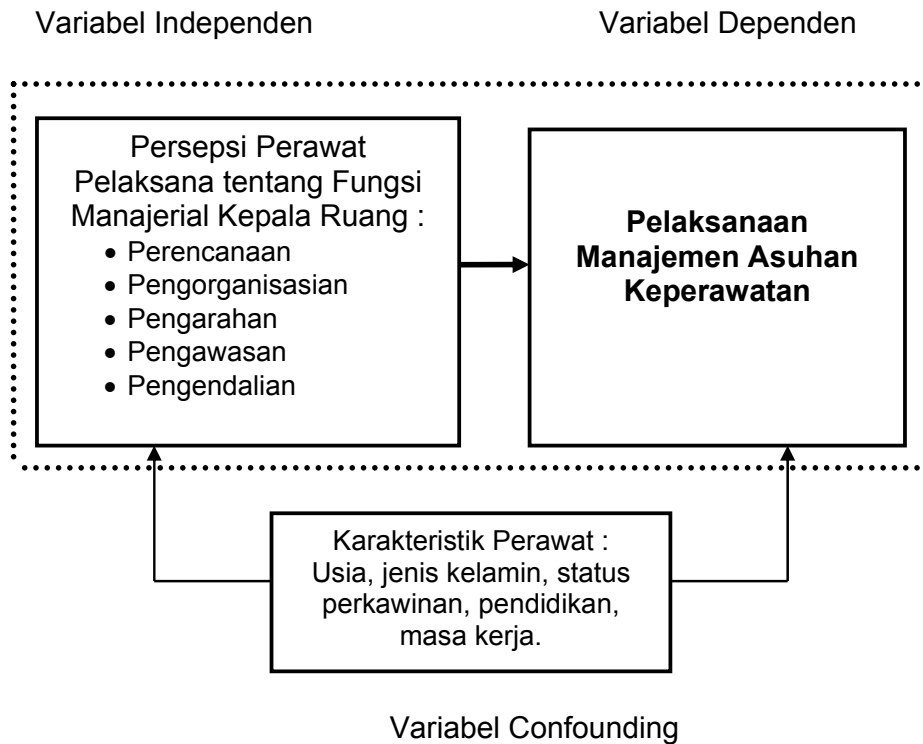 Variabel Independen
Variabel Dependen
Persepsi Perawat
Pelaksana tentang Fungsi
Manajerial Kepala Ruang :
• Perencanaan
• Pengorganisasian
• Pengarahan
• Pengawasan
• Pengendalian
Pelaksanaan
Manajemen Asuhan
Keperawatan
Karakteristik Perawat :
Usia, jenis kelamin, status
perkawinan, pendidikan,
masa kerja.
Variabel Confounding